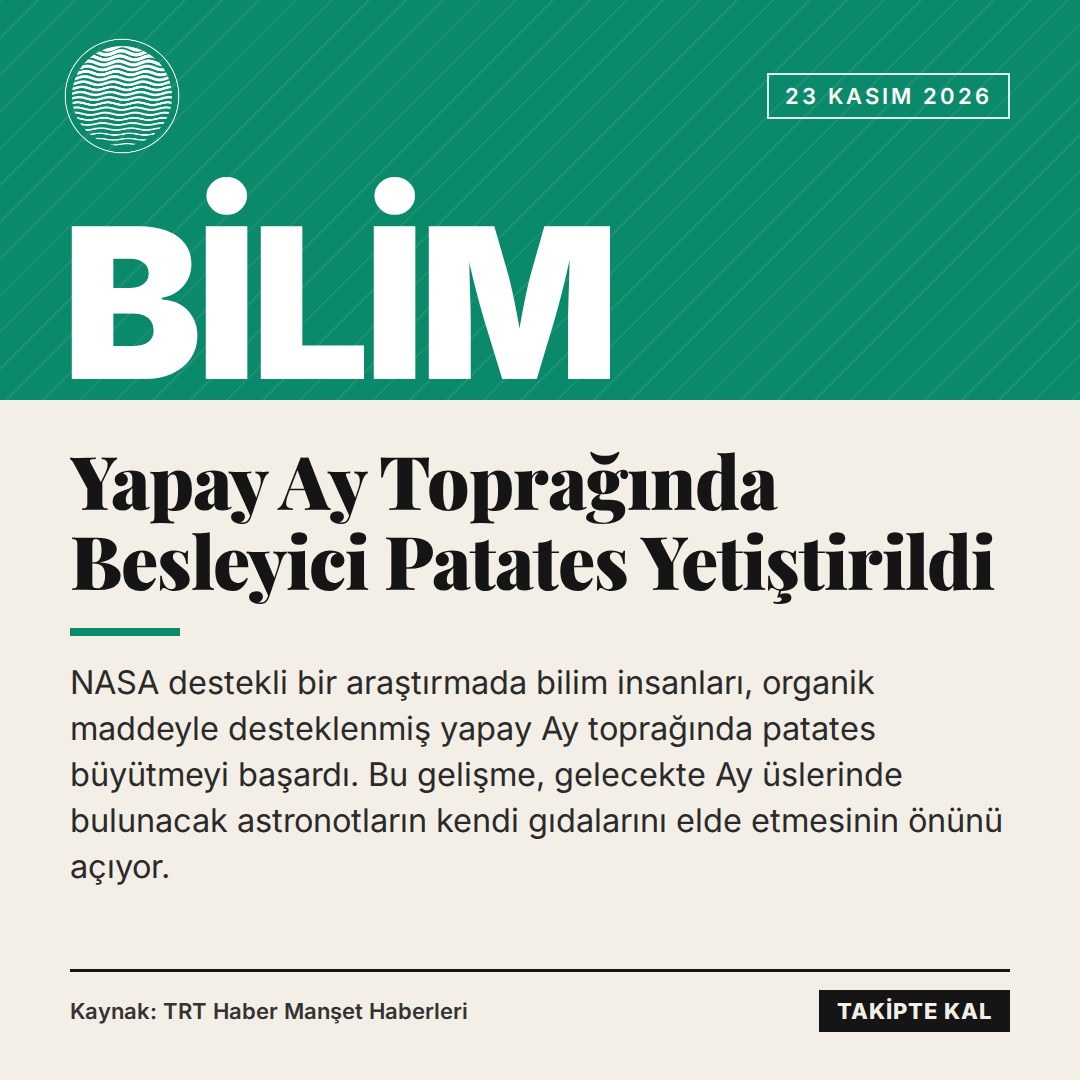 23 KASIM 2026
BİLİM
Yapay Ay Toprağında
Besleyici Patates Yetiştirildi
NASA destekli bir araştırmada bilim insanları, organik
maddeyle desteklenmiş yapay Ay toprağında patates
büyütmeyi başardı. Bu gelişme, gelecekte Ay üslerinde
bulunacak astronotların kendi gıdalarını elde etmesinin önünü
açıyor.
Kaynak: TRT Haber Manşet Haberleri
TAKİPTE KAL